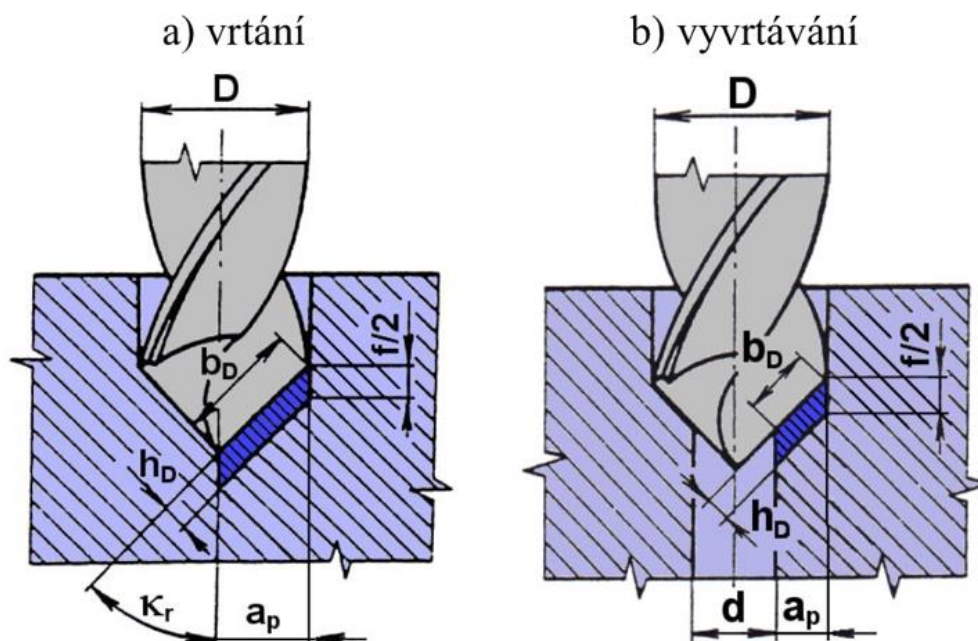 a) vrtání
D
b_D
f/2
h_D
κ_r
a_p
b) vyvrtávání
D
b_D
f/2
h_D
d
a_p